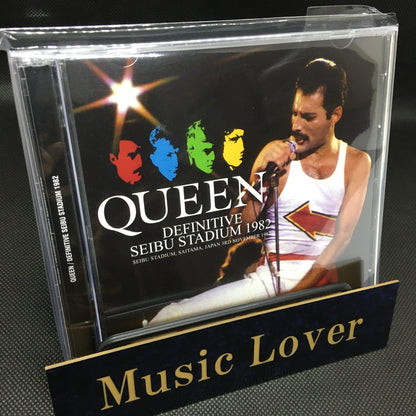 QUEEN
DEFINITIVE
SEIBU STADIUM 1982
SEIBU STADIUM, SAITAMA, JAPAN 3RD NOVEMBER
QUEEN / DEFINITIVE SEIBU STADIUM 1982
Music Lover